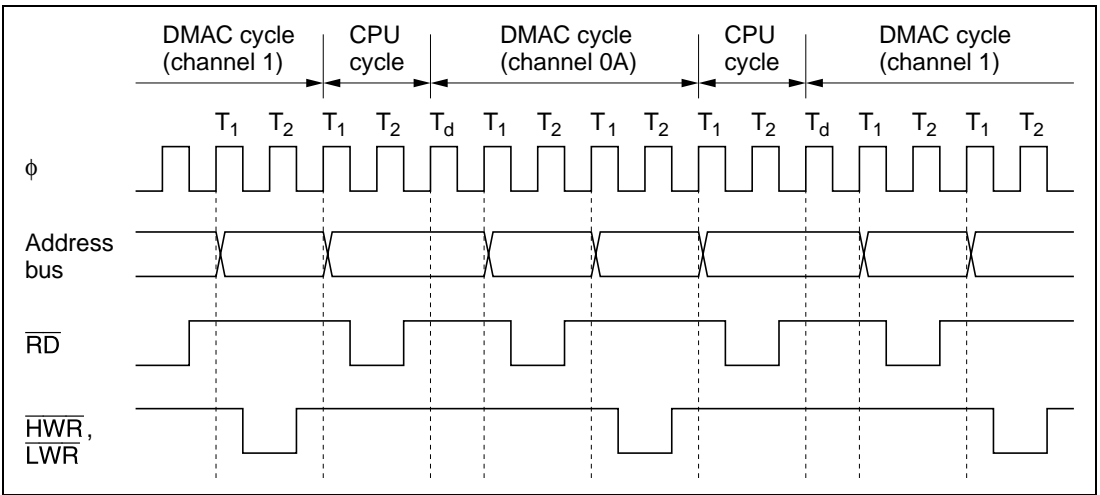 DMAC cycle (channel 1)
CPU cycle
DMAC cycle (channel 0A)
CPU cycle
DMAC cycle (channel 1)
T1 T2 T1 T2 Td T1 T2 T1 T2 T1 T2 Td T1 T2 T1 T2
ϕ
Address bus
RD
HWR, LWR